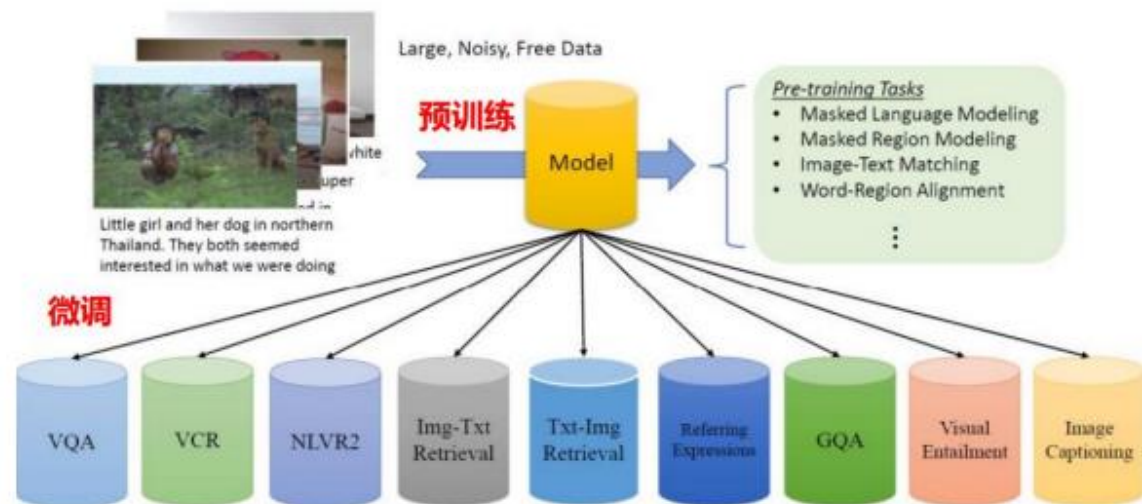 Large, Noisy, Free Data
预训练
Model
Pre-training Tasks
• Masked Language Modeling
• Masked Region Modeling
• Image-Text Matching
• Word-Region Alignment
⋮
white
uper
ed in
Little girl and her dog in northern
Thailand. They both seemed
interested in what we were doing
微调
VQA
VCR
NLVR2
Img-Txt
Retrieval
Txt-Img
Retrieval
Referring
Expressions
GQA
Visual
Entailment
Image
Captioning